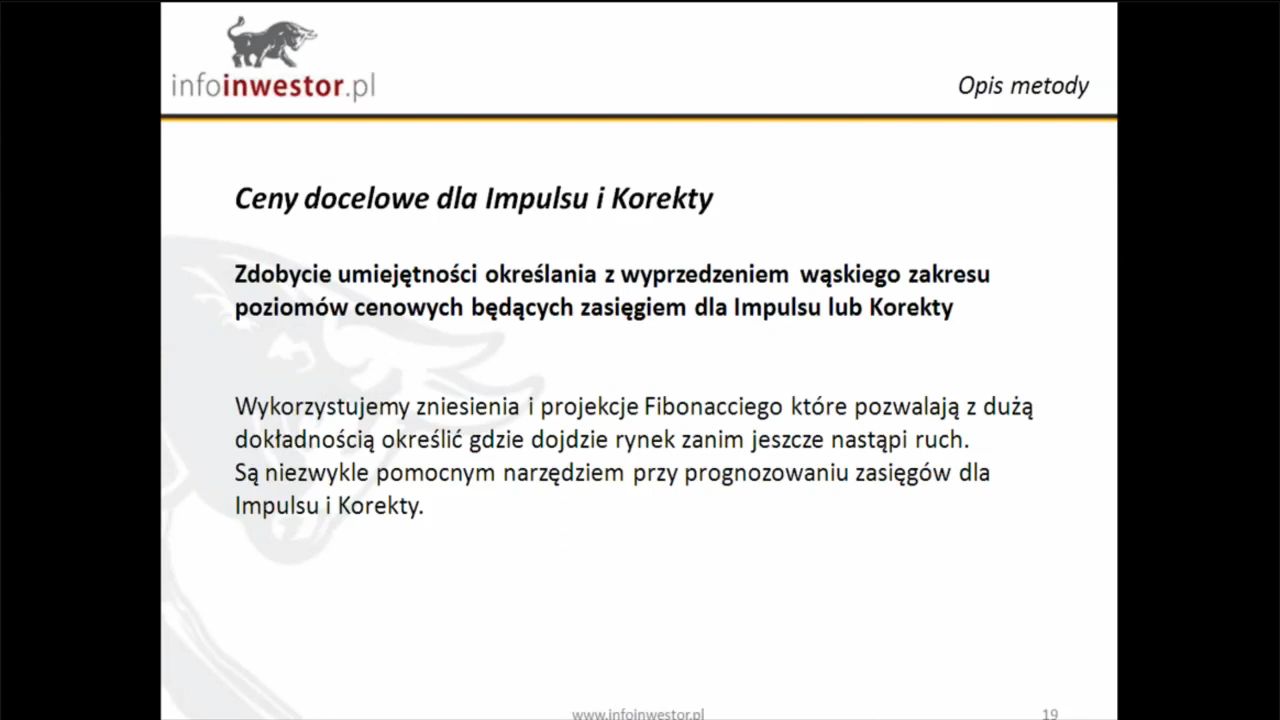 infoinwestor.pl
Opis metody
Ceny docelowe dla Impulsu i Korekty
Zdobycie umiejętności określania z wyprzedzeniem wąskiego zakresu
poziomów cenowych będących zasięgiem dla Impulsu lub Korekty
Wykorzystujemy zniesienia i projekcje Fibonacciego które pozwalają z dużą
dokładnością określić gdzie dojdzie rynek zanim jeszcze nastąpi ruch.
Są niezwykle pomocnym narzędziem przy prognozowaniu zasięgów dla
Impulsu i Korekty.
www.infoinwestor.pl
19